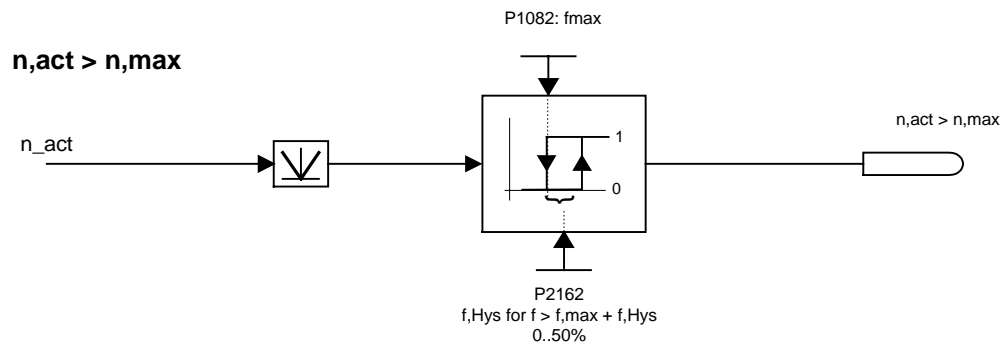 P1082: fmax
n,act > n,max
n_act
n,act > n,max
1
0
P2162
f,Hys for f > f,max + f,Hys
0..50%